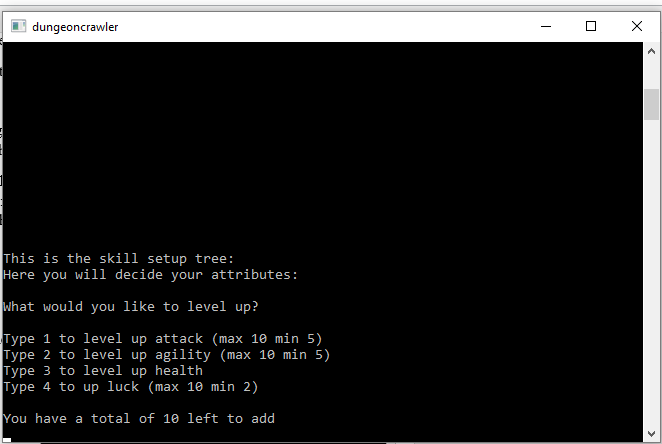 dungeoncrawler
This is the skill setup tree:
Here you will decide your attributes:
What would you like to level up?
Type 1 to level up attack (max 10 min 5)
Type 2 to level up agility (max 10 min 5)
Type 3 to level up health
Type 4 to up luck (max 10 min 2)
You have a total of 10 left to add